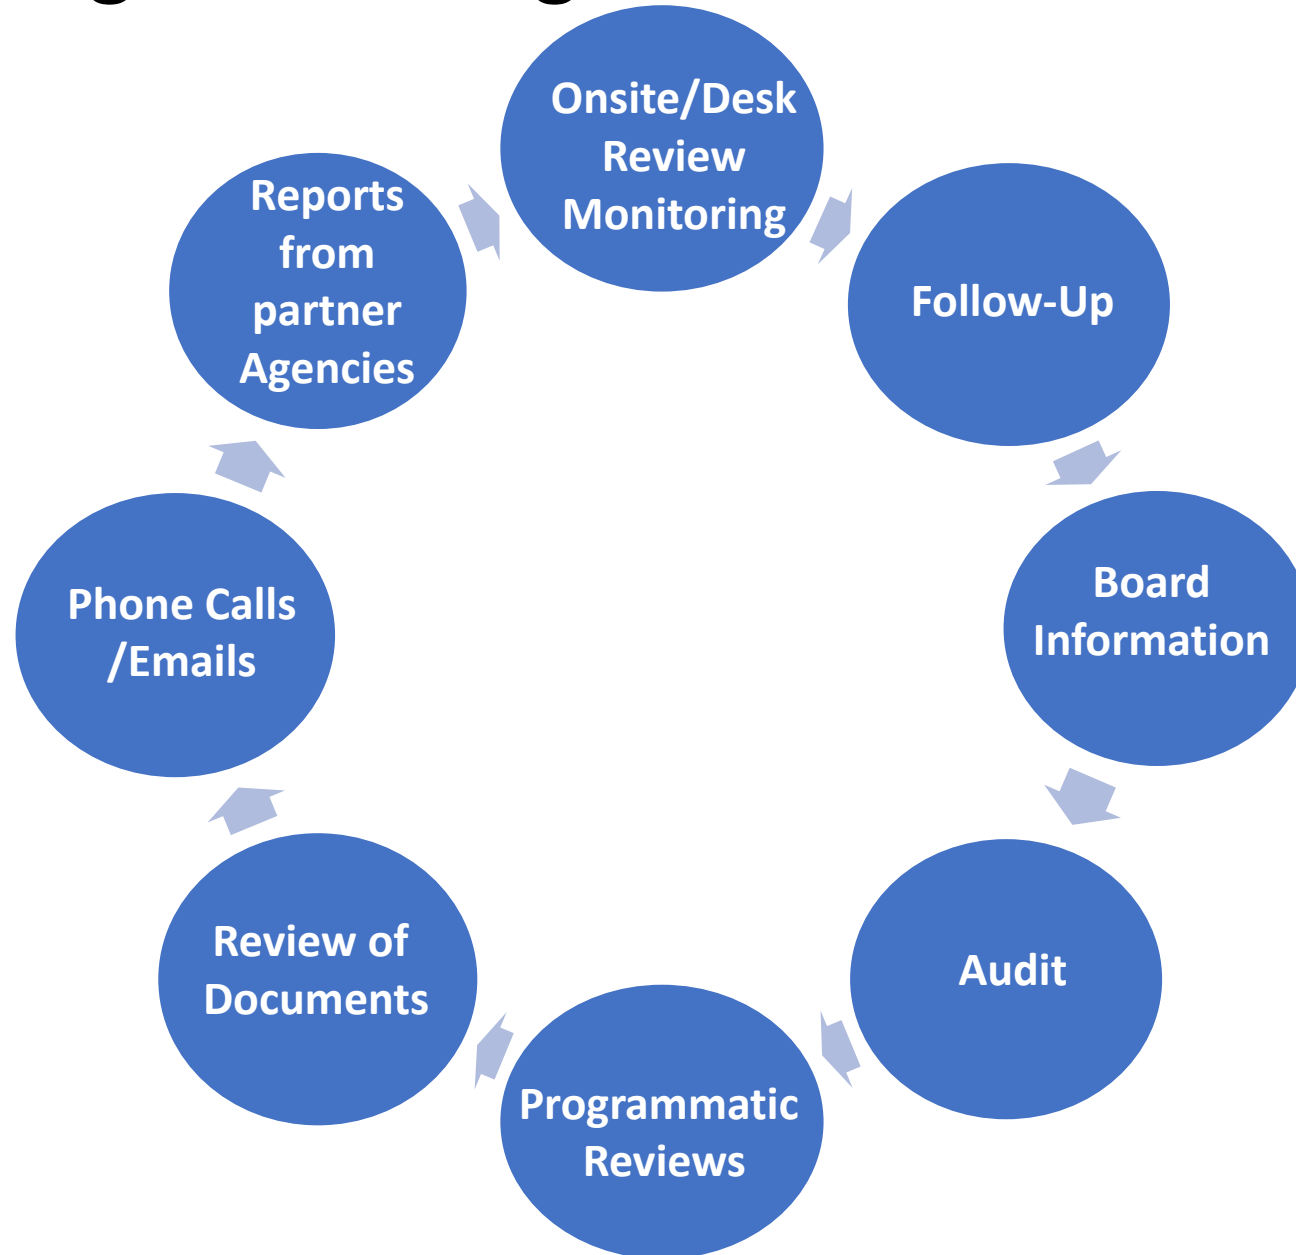 Onsite/Desk
Review
Monitoring
Follow-Up
Board
Information
Audit
Programmatic
Reviews
Review of
Documents
Phone Calls
/Emails
Reports
from
partner
Agencies